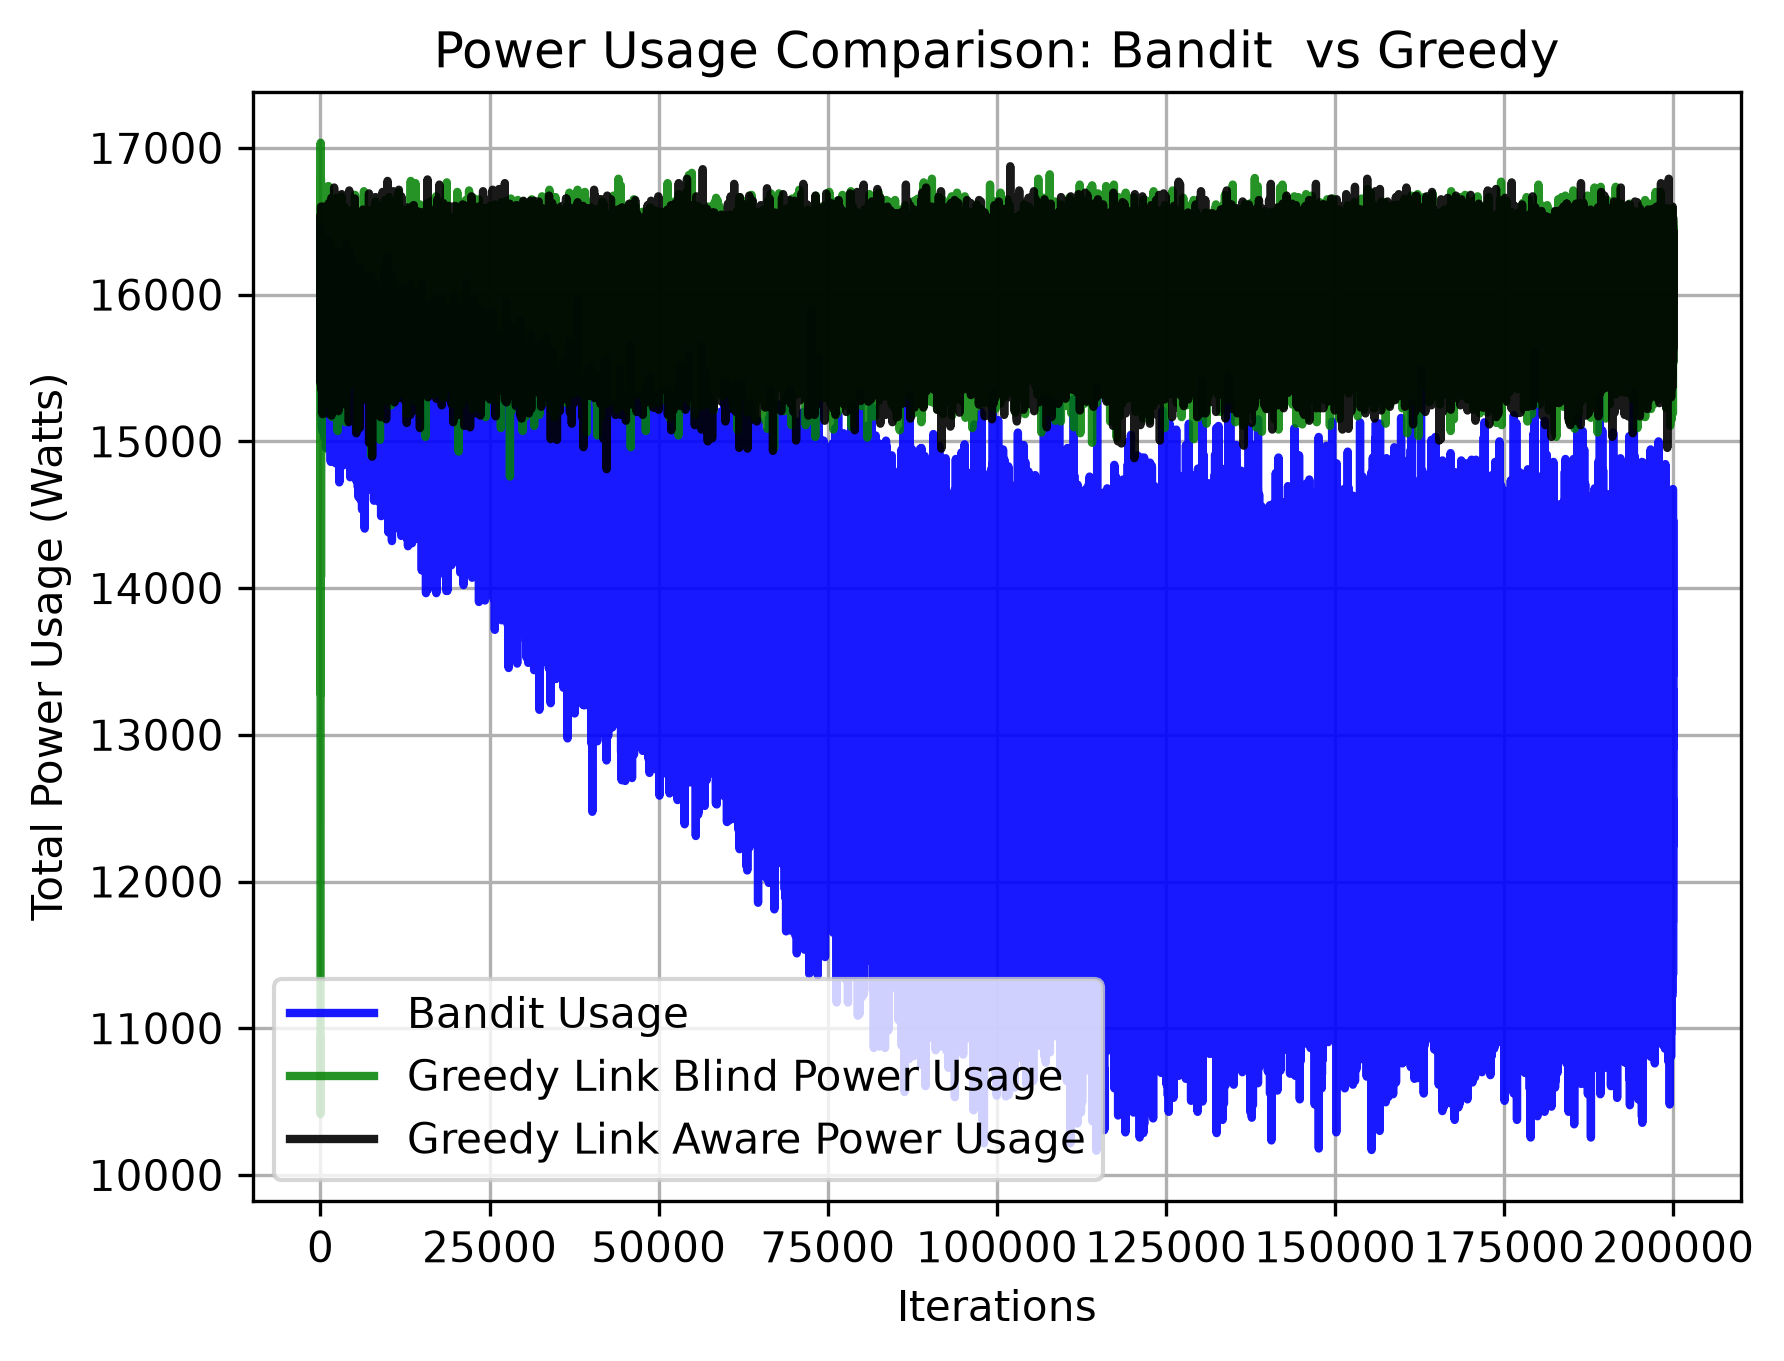 Power Usage Comparison: Bandit  vs Greedy
Total Power Usage (Watts)
17000
16000
15000
14000
13000
12000
11000
10000
Bandit Usage
Greedy Link Blind Power Usage
Greedy Link Aware Power Usage
0 25000 50000 75000 100000 125000 150000 175000 200000
Iterations